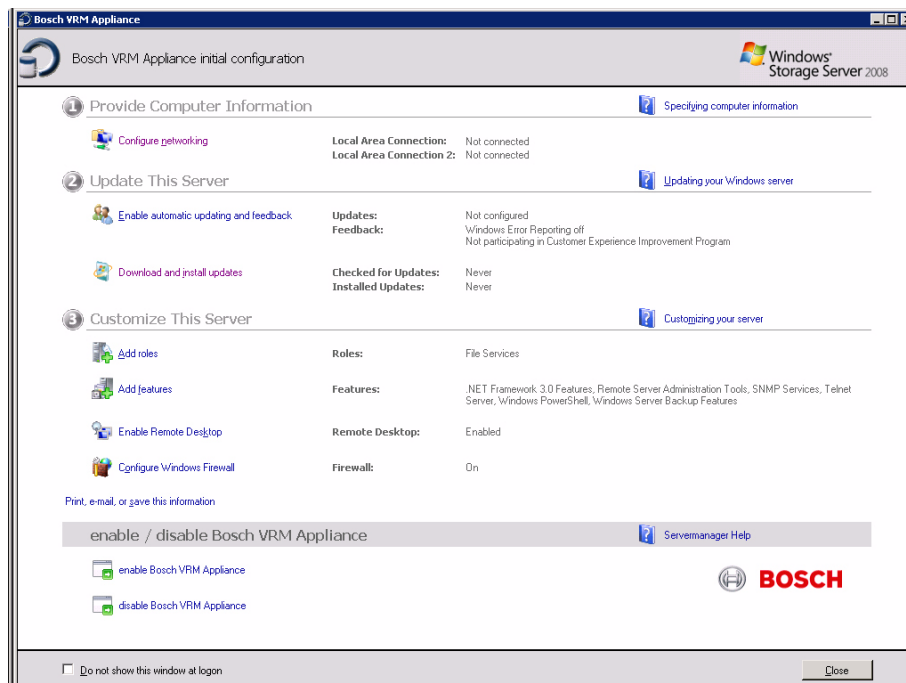 Bosch VRM Appliance
Bosch VRM Appliance initial configuration
Windows
Storage Server 2008
1 Provide Computer Information
Specifying computer information
Configure networking
Local Area Connection: Not connected
Local Area Connection 2: Not connected
2 Update This Server
Updating your Windows server
Enable automatic updating and feedback
Updates: Not configured
Feedback: Windows Error Reporting off
Not participating in Customer Experience Improvement Program
Download and install updates
Checked for Updates: Never
Installed Updates: Never
3 Customize This Server
Customizing your server
Add roles
Roles: File Services
Add features
Features: .NET Framework 3.0 Features, Remote Server Administration Tools, SNMP Services, Telnet
Server, Windows PowerShell, Windows Server Backup Features
Enable Remote Desktop
Remote Desktop: Enabled
Configure Windows Firewall
Firewall: On
Print, e-mail, or save this information
enable / disable Bosch VRM Appliance
Servermanager Help
enable Bosch VRM Appliance
BOSCH
disable Bosch VRM Appliance
Do not show this window at logon
Close